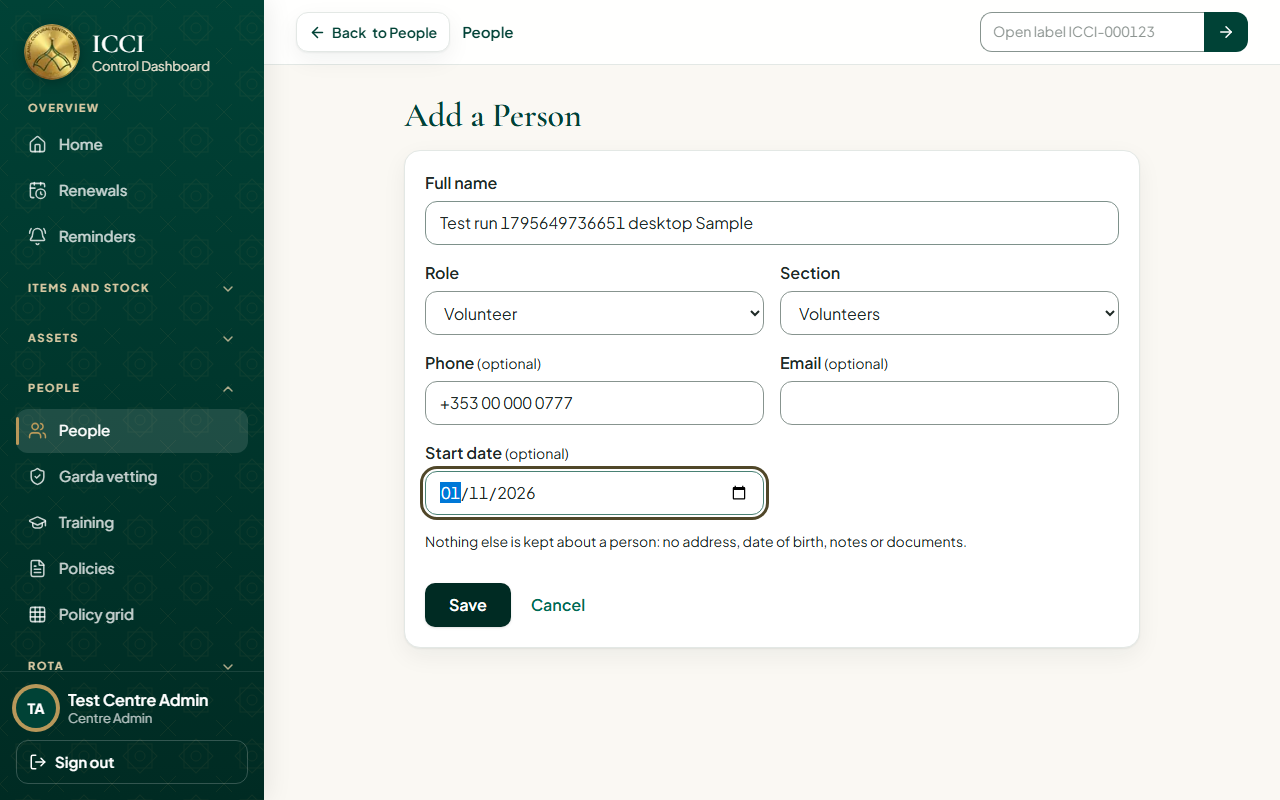 ICCI
Control Dashboard
OVERVIEW
Home
Renewals
Reminders
ITEMS AND STOCK
ASSETS
PEOPLE
People
Garda vetting
Training
Policies
Policy grid
ROTA
TA
Test Centre Admin
Centre Admin
Sign out
Back to People
People
Open label ICCI-000123
Add a Person
Full name
Test run 1795649736651 desktop Sample
Role
Section
Volunteer
Volunteers
Phone (optional)
Email (optional)
+353 00 000 0777
Start date (optional)
01/11/2026
Nothing else is kept about a person: no address, date of birth, notes or documents.
Save
Cancel